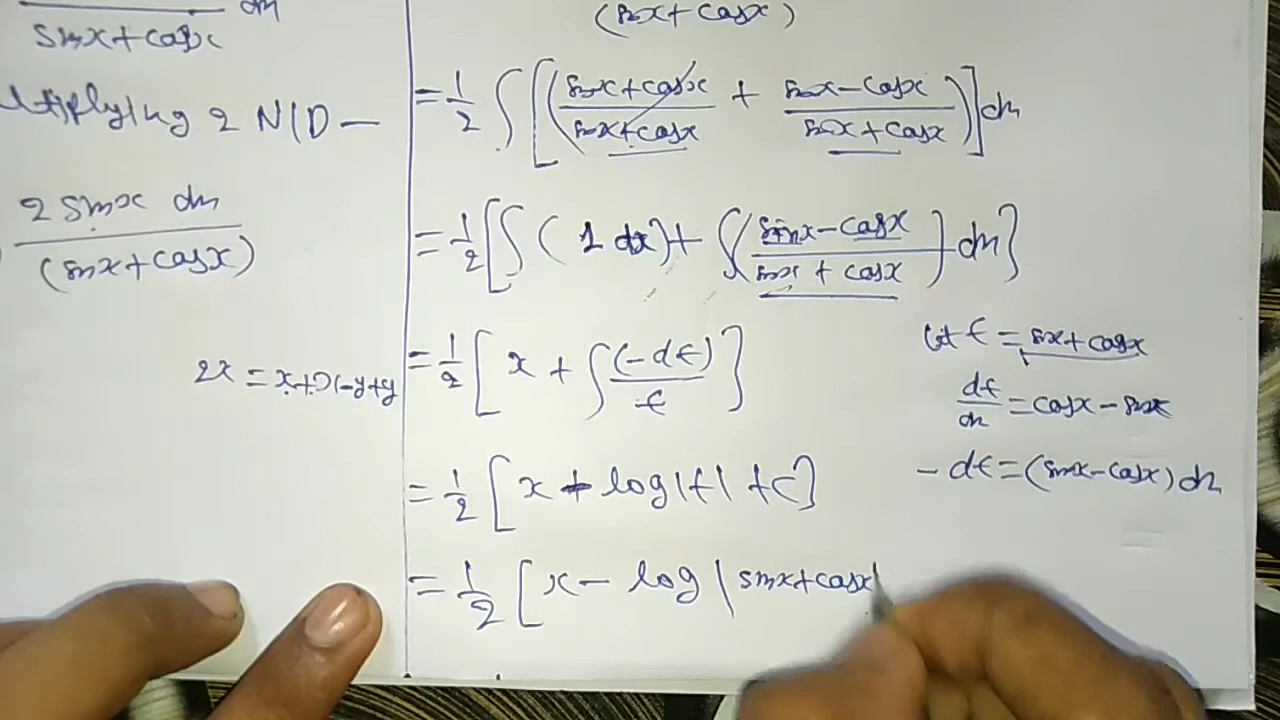 dx
sinx+cosx
ultiplying 2 N/D —
2 sinx dx
(sinx+cosx)
2x = x+x+y-y
(sinx+cosx)
= 1/2 ∫ [(sinx+cosx/sinx+cosx + sinx-cosx/sinx+cosx)] dx
= 1/2 [∫ (1 dx) + ∫(sinx-cosx/sinx + cosx) dx]
= 1/2 [x + ∫ (-dt)/t]
= 1/2 [x - log|t| + c]
= 1/2 [x - log|sinx+cosx|
let t = sinx+cosx
dt/dx = cosx - sinx
-dt = (sinx-cosx) dx